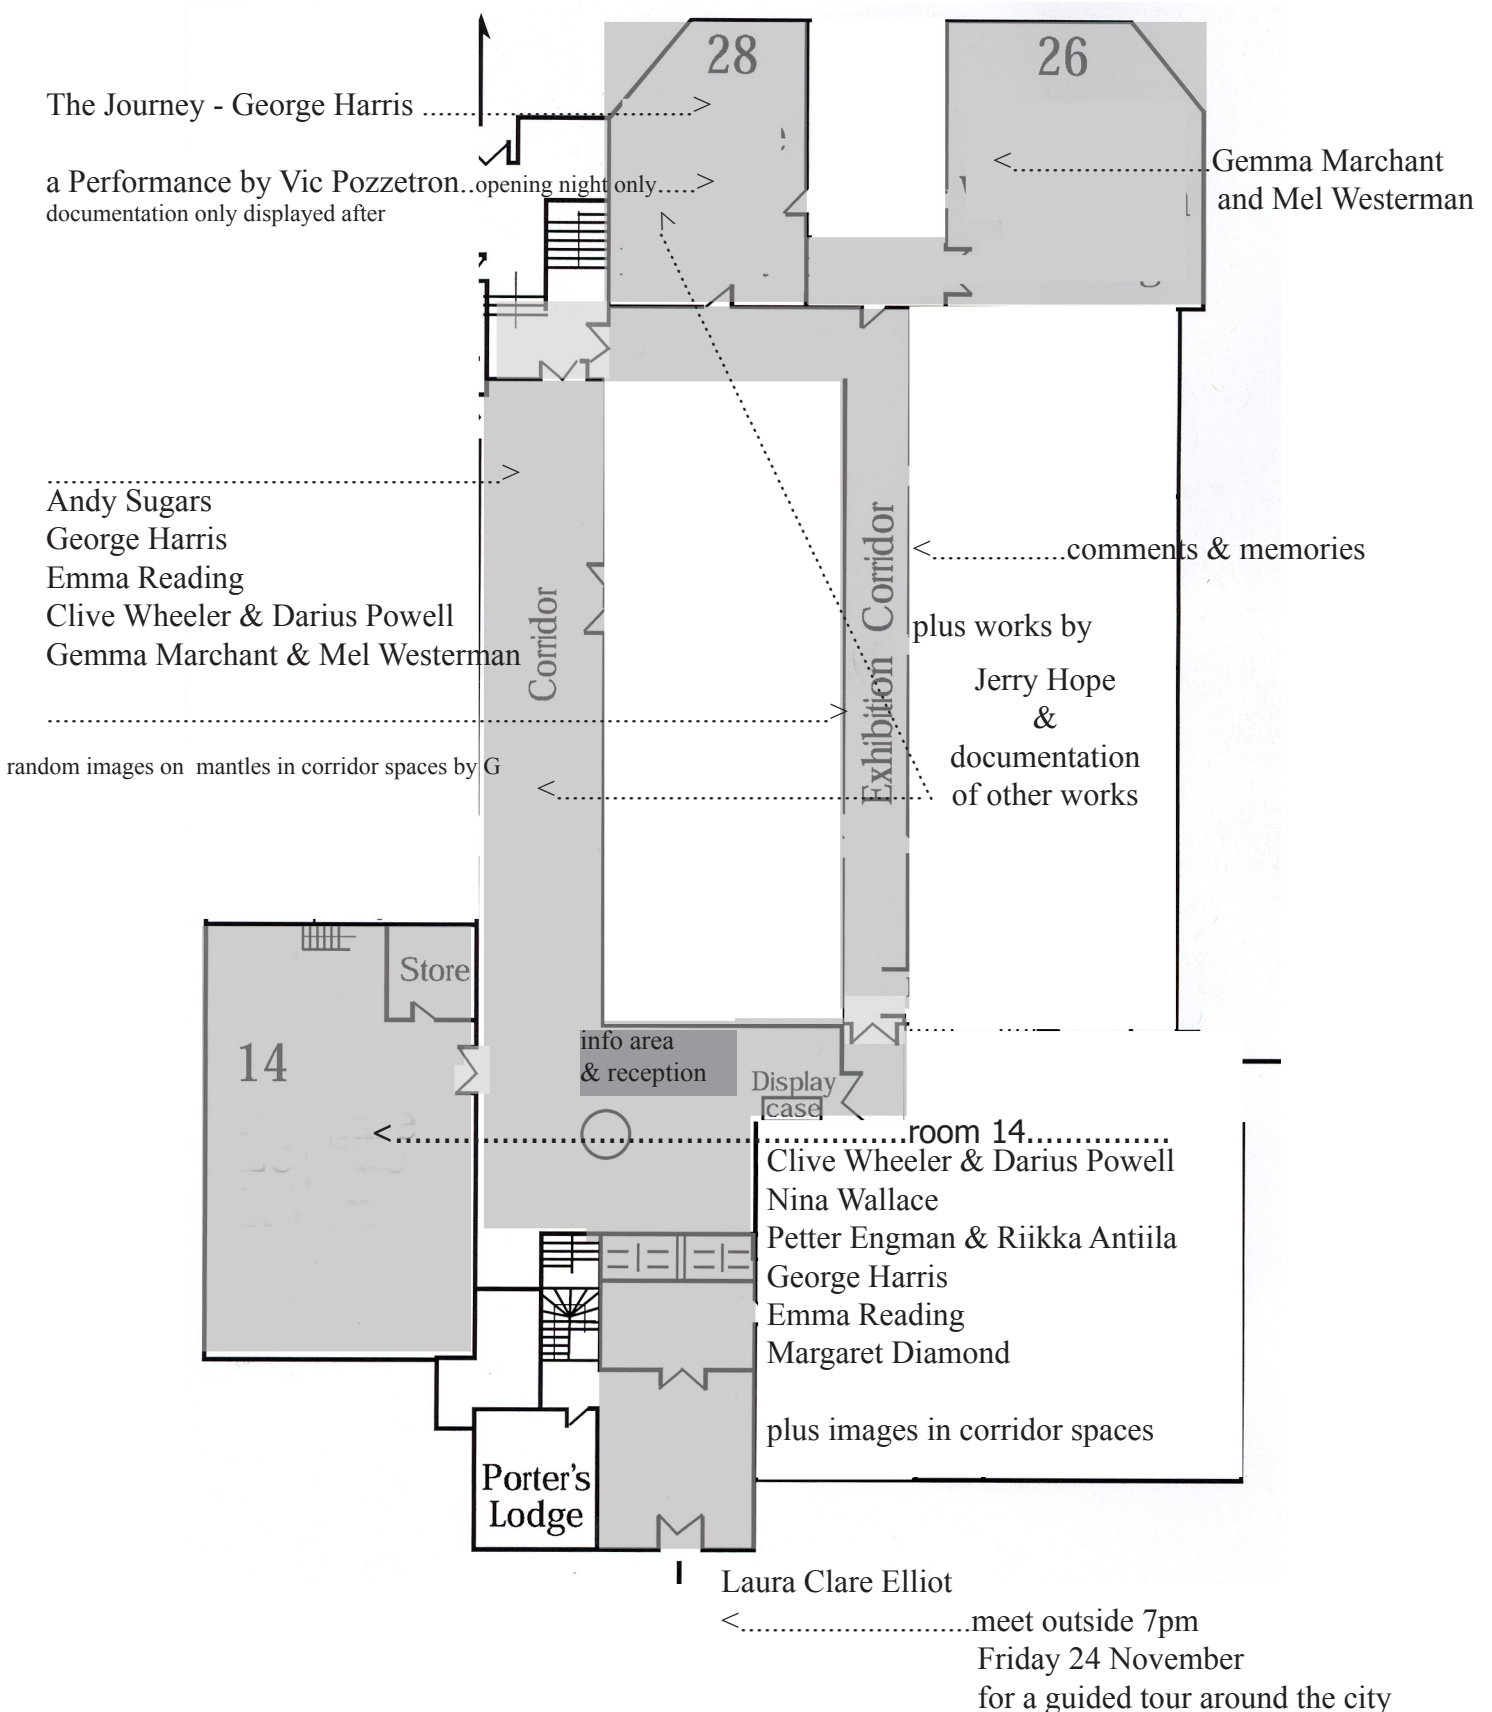 28
26
The Journey - George Harris ..............................>
<......................Gemma Marchant
and Mel Westerman
a Performance by Vic Pozzetron..opening night only.....>
documentation only displayed after
..........................................................>
Andy Sugars
George Harris
Emma Reading
Clive Wheeler & Darius Powell
Gemma Marchant & Mel Westerman
Corridor
Exhibition Corridor
<.................comments & memories
plus works by
Jerry Hope
&
documentation
of other works
random images on mantles in corridor spaces by G
Store
14
info area
& reception
Display
case
<..............................................room 14................
Clive Wheeler & Darius Powell
Nina Wallace
Petter Engman & Riikka Antiila
George Harris
Emma Reading
Margaret Diamond
plus images in corridor spaces
Porter's
Lodge
Laura Clare Elliot
<.............................meet outside 7pm
Friday 24 November
for a guided tour around the city